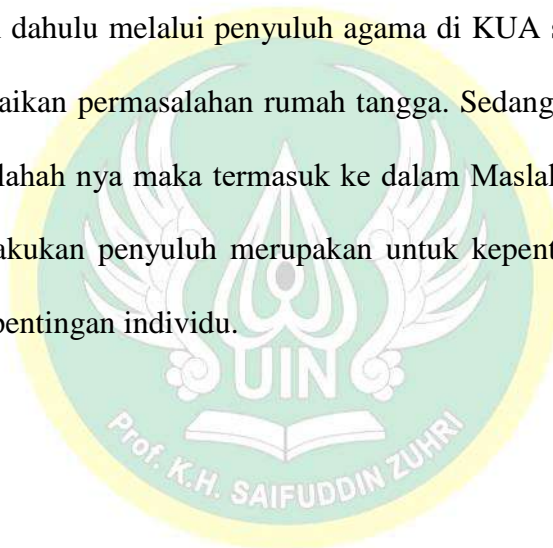 dahulu melalui penyuluh agama di KUA
aikan permasalahan rumah tangga. Sedang
lahah nya maka termasuk ke dalam Maslal
akukan penyuluh merupakan untuk kepent
pentingan individu.
UIN
Prof. K.H. SAIFUDDIN ZUHRI